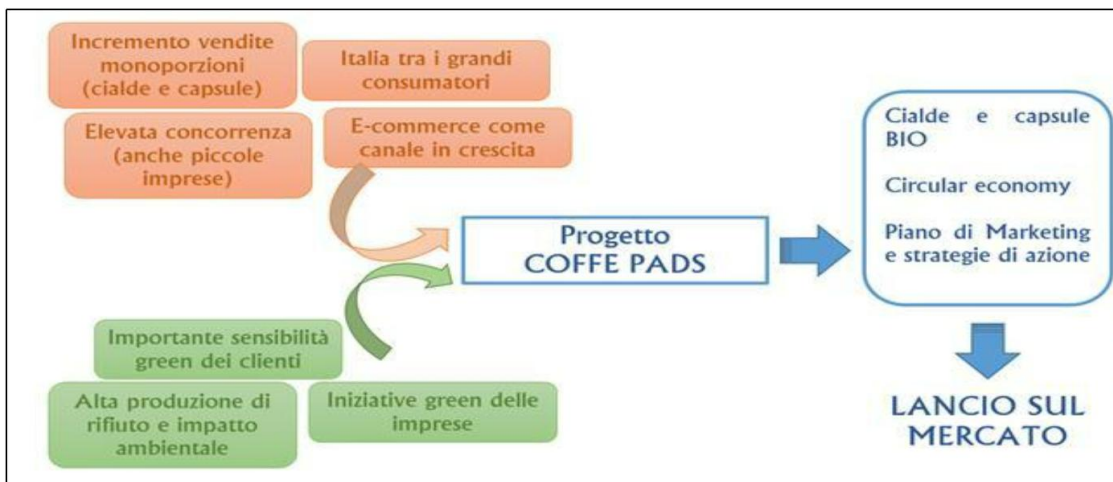 Incremento vendite
monoporzioni
(cialde e capsule)
Italia tra i grandi
consumatori
Elevata concorrenza
(anche piccole
imprese)
E-commerce come
canale in crescita
Progetto
COFFE PADS
Cialde e capsule
BIO
Circular economy
Piano di Marketing
e strategie di azione
Importante sensibilità
green dei clienti
Alta produzione di
rifiuto e impatto
ambientale
Iniziative green delle
imprese
LANCIO SUL
MERCATO